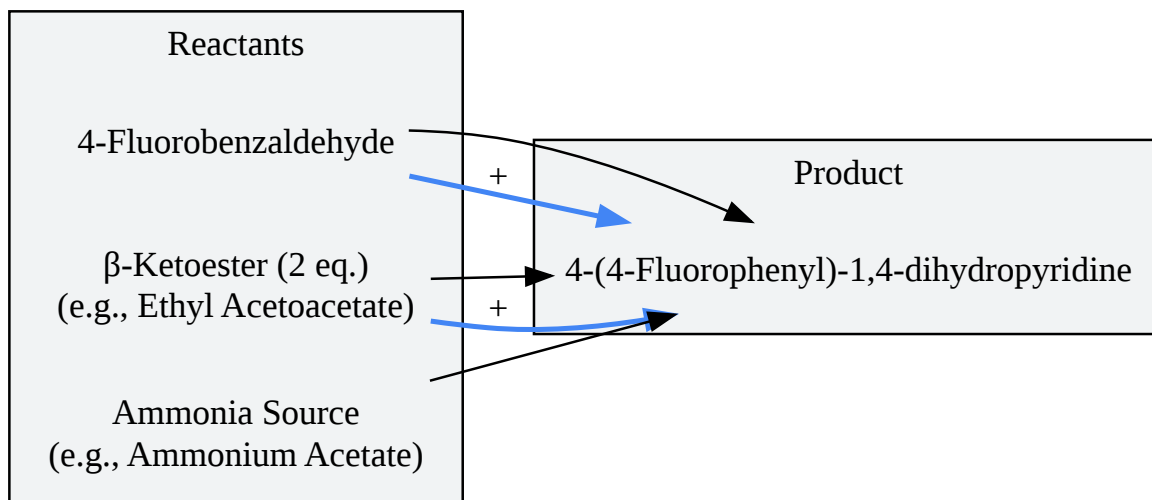 Reactants
4-Fluorobenzaldehyde
+
β-Ketoester (2 eq.)
(e.g., Ethyl Acetoacetate)
+
Ammonia Source
(e.g., Ammonium Acetate)
Product
4-(4-Fluorophenyl)-1,4-dihydropyridine